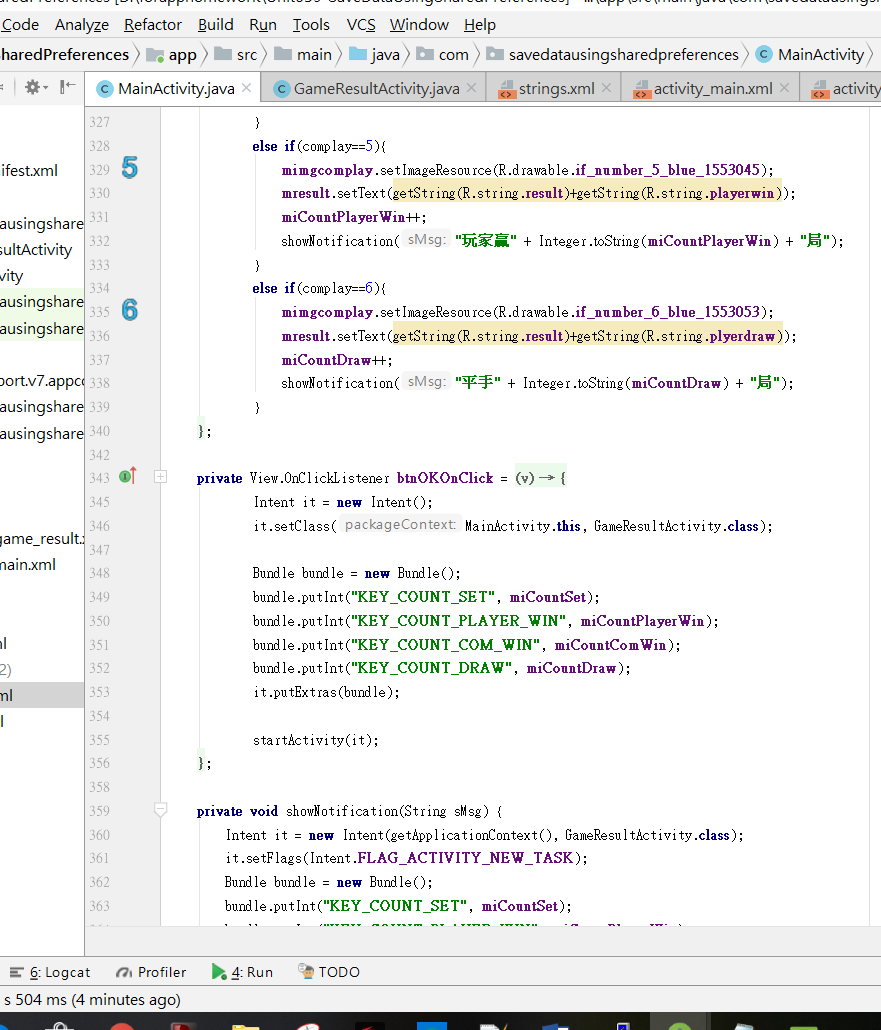 Code Analyze Refactor Build Run Tools VCS Window Help
SharedPreferences app src main java com savedatausingsharedpreferences MainActivity
MainActivity.java GameResultActivity.java strings.xml activity_main.xml activity
327 }
328 else if(complay==5){
329 mimgcomplay.setImageResource(R.drawable.if_number_5_blue_1553045);
330 mresult.setText(getString(R.string.result)+getString(R.string.playerwin));
331 miCountPlayerWin++;
332 showNotification( sMsg: "玩家贏" + Integer.toString(miCountPlayerWin) + "局");
333 }
334 else if(complay==6){
335 mimgcomplay.setImageResource(R.drawable.if_number_6_blue_1553053);
336 mresult.setText(getString(R.string.result)+getString(R.string.plyerdraw));
337 miCountDraw++;
338 showNotification( sMsg: "平手" + Integer.toString(miCountDraw) + "局");
339 }
340 };
342
343 private View.OnClickListener btnOKOnClick = (v) → {
345 Intent it = new Intent();
346 it.setClass( packageContext: MainActivity.this, GameResultActivity.class);
347
348 Bundle bundle = new Bundle();
349 bundle.putInt("KEY_COUNT_SET", miCountSet);
350 bundle.putInt("KEY_COUNT_PLAYER_WIN", miCountPlayerWin);
351 bundle.putInt("KEY_COUNT_COM_WIN", miCountComWin);
352 bundle.putInt("KEY_COUNT_DRAW", miCountDraw);
353 it.putExtras(bundle);
354
355 startActivity(it);
356 };
358
359 private void showNotification(String sMsg) {
360 Intent it = new Intent(getApplicationContext(), GameResultActivity.class);
361 it.setFlags(Intent.FLAG_ACTIVITY_NEW_TASK);
362 Bundle bundle = new Bundle();
363 bundle.putInt("KEY_COUNT_SET", miCountSet);
5
6
ifest.xml
ausingshare
sultActivity
vity
ausingshare
ausingshare
port.v7.appco
ausingshare
ausingshare
game_result.x
main.xml
ml
2)
ml
l
6: Logcat Profiler 4: Run TODO
s 504 ms (4 minutes ago)